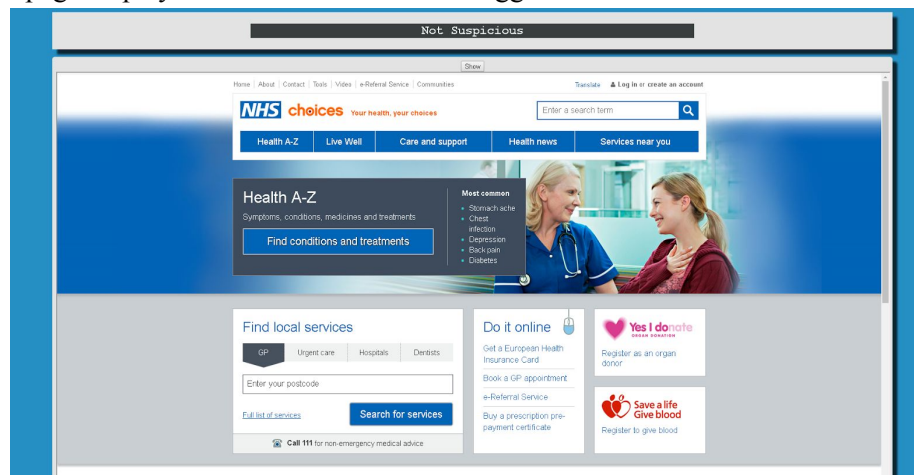 Not Suspicious
Show
Home | About | Contact | Tools | Video | e-Referral Service | Communities
Translate Log in or create an account
NHS choices Your health, your choices
Enter a search term
Health A-Z Live Well Care and support Health news Services near you
Health A-Z
Symptoms, conditions, medicines and treatments
Find conditions and treatments
Most common
Stomach ache
Chest
infection
Depression
Back pain
Diabetes
Find local services
GP Urgent care Hospitals Dentists
Enter your postcode
Full list of services Search for services
Call 111 for non-emergency medical advice
Do it online
Get a European Health
Insurance Card
Book a GP appointment
e-Referral Service
Buy a prescription pre-
payment certificate
Yes I donate
ORGAN DONATION
Register as an organ
donor
Save a life
Give blood
Register to give blood